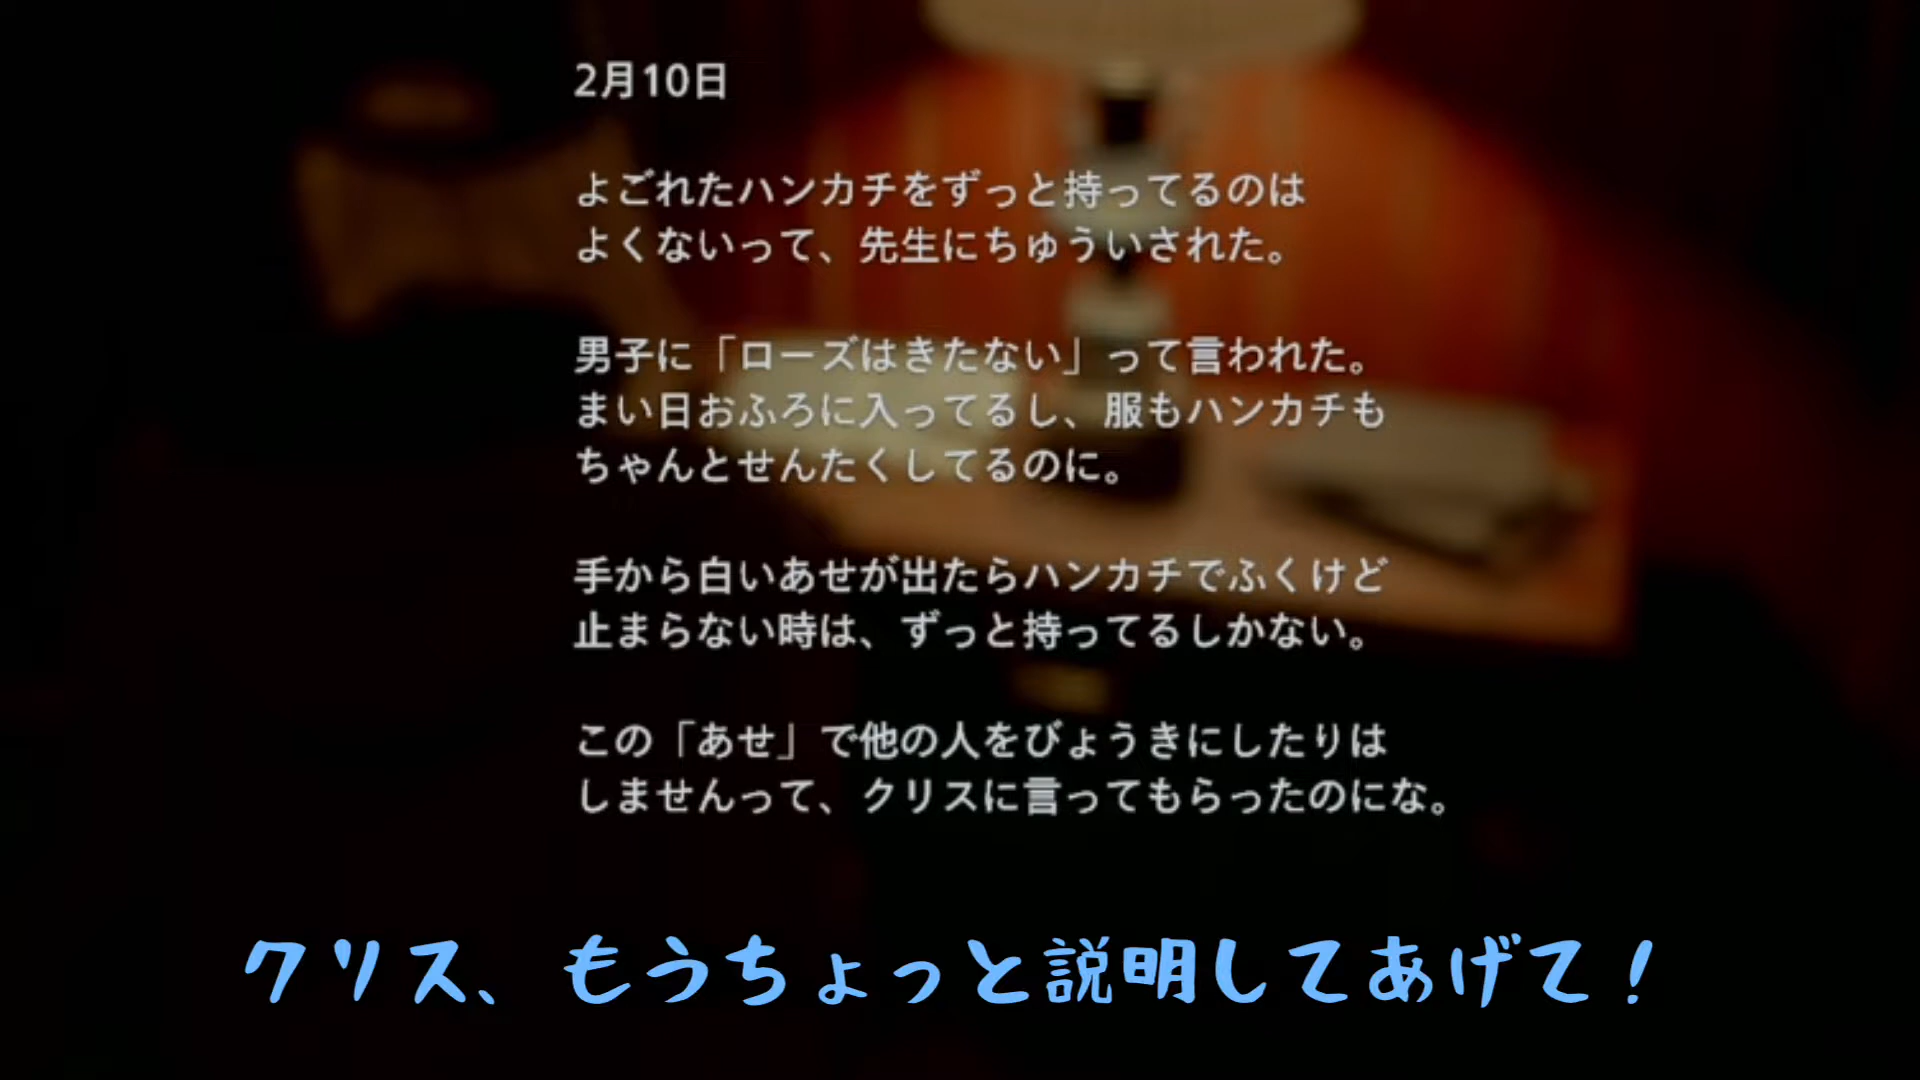 2月10日
よごれたハンカチをずっと持ってるのは
よくないって、先生にちゅういされた。
男子に「ローズはきたない」って言われた。
まい日おふろに入ってるし、服もハンカチも
ちゃんとせんたくしてるのに。
手から白いあせが出たらハンカチでふくけど
止まらない時は、ずっと持ってるしかない。
この「あせ」で他の人をびょうきにしたりは
しませんって、クリスに言ってもらったのにな。
クリス、もうちょっと説明してあげて！